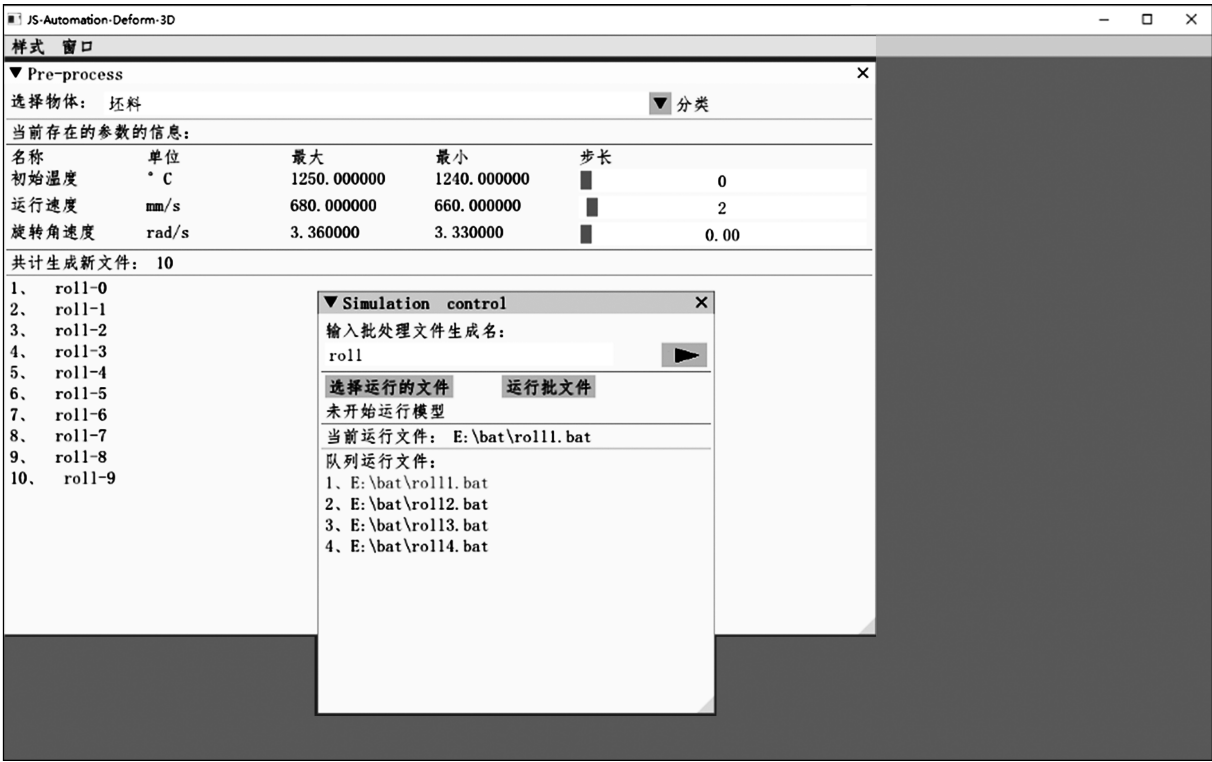 JS-Automation-Deform-3D
样式 窗口
Pre-process
选择物体： 坯料 分类
当前存在的参数的信息：
名称 单位 最大 最小 步长
初始温度 °C 1250.000000 1240.000000 0
运行速度 mm/s 680.000000 660.000000 2
旋转角速度 rad/s 3.360000 3.330000 0.00
共计生成新文件： 10
1、 roll-0
2、 roll-1
3、 roll-2
4、 roll-3
5、 roll-4
6、 roll-5
7、 roll-6
8、 roll-7
9、 roll-8
10、 roll-9
Simulation control
输入批处理文件生成名：
roll
选择运行的文件 运行批文件
未开始运行模型
当前运行文件： E:\bat\roll1.bat
队列运行文件：
1、E:\bat\roll1.bat
2、E:\bat\roll2.bat
3、E:\bat\roll3.bat
4、E:\bat\roll4.bat